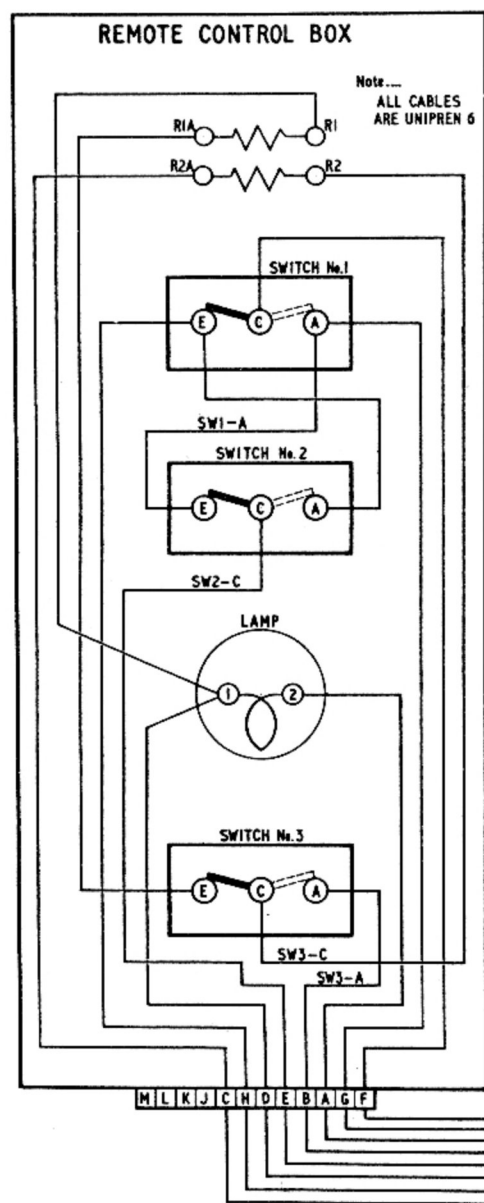 REMOTE CONTROL BOX
Note....
ALL CABLES
ARE UNIPREN 6
R1A R1
R2A R2
SWITCH No.1
E C A
SW1-A
SWITCH No.2
E C A
SW2-C
LAMP
1 2
SWITCH No.3
E C A
SW3-C
SW3-A
M L K J C H D E B A G F